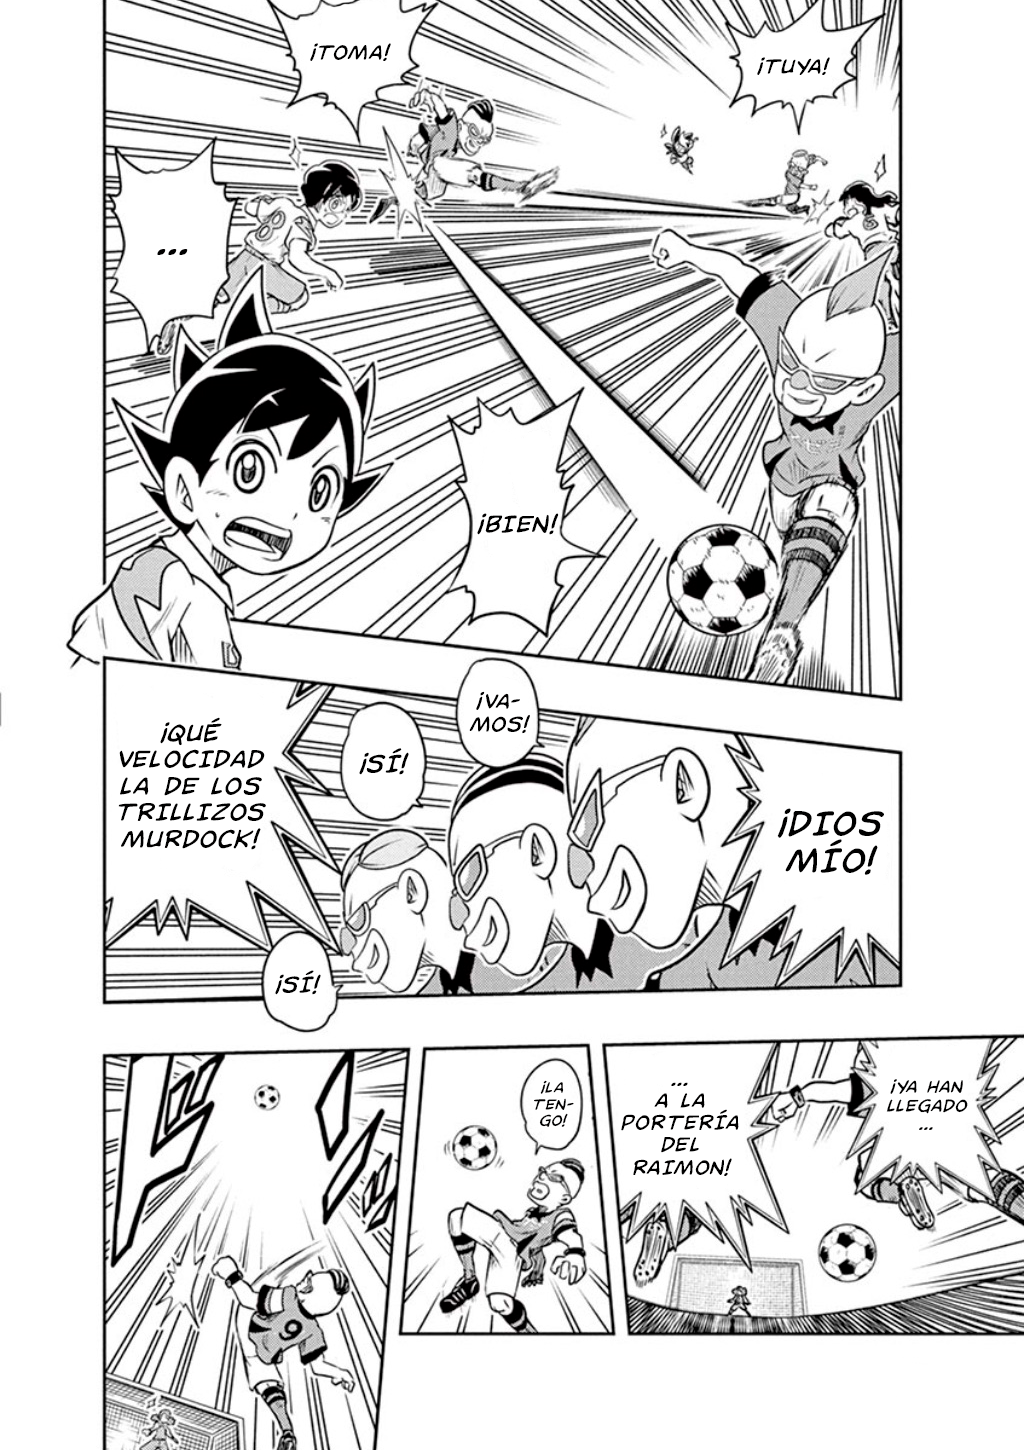 ¡TUYA!
¡TOMA!
...
¡BIEN!
¡DIOS
MÍO!
¡VA-
MOS!
¡SÍ!
¡SÍ!
¡QUÉ
VELOCIDAD
LA DE LOS
TRILLIZOS
MURDOCK!
¡YA HAN
LLEGADO
...
...
A LA
PORTERÍA
DEL
RAIMON!
¡LA
TEN-
GO!
9